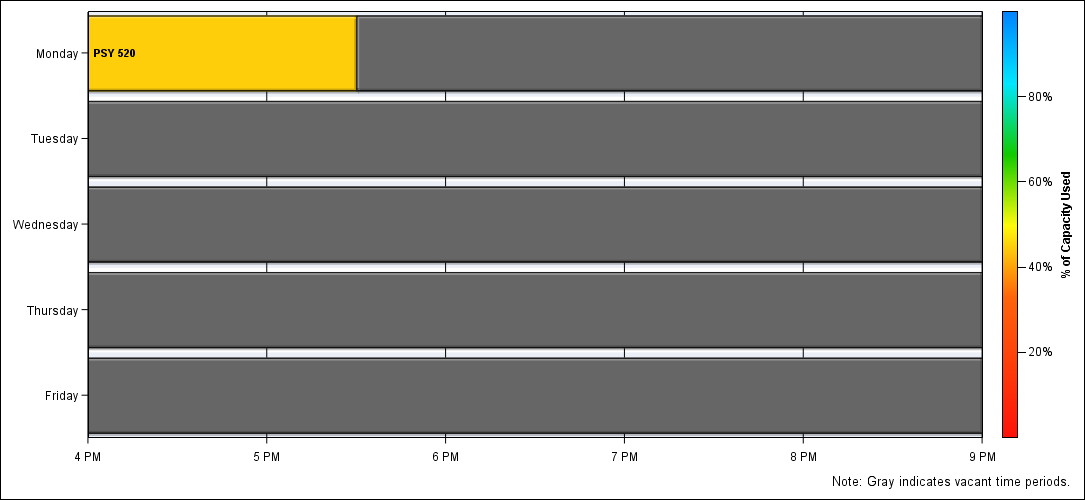 Monday
PSY 520
Tuesday
Wednesday
Thursday
Friday
4 PM
5 PM
6 PM
7 PM
8 PM
9 PM
80%
60%
40%
20%
% of Capacity Used
Note: Gray indicates vacant time periods.